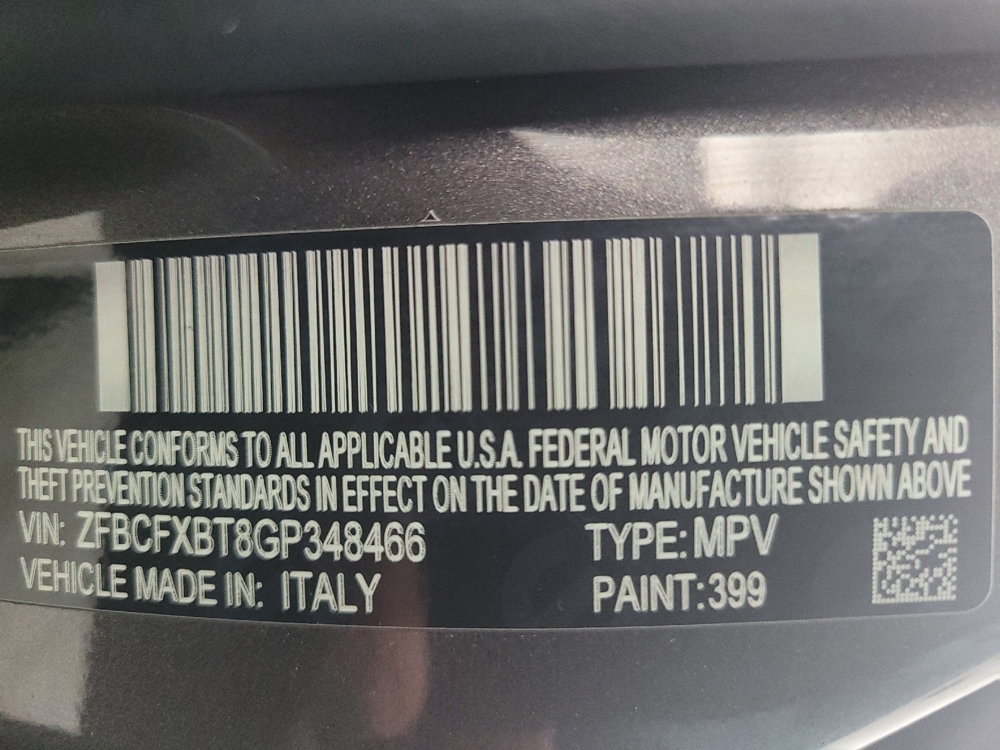 THIS VEHICLE CONFORMS TO ALL APPLICABLE U.S.A. FEDERAL MOTOR VEHICLE SAFETY AND
THEFT PREVENTION STANDARDS IN EFFECT ON THE DATE OF MANUFACTURE SHOWN ABOVE
VIN: ZFBCFXBT8GP348466 TYPE: MPV
VEHICLE MADE IN: ITALY PAINT: 399